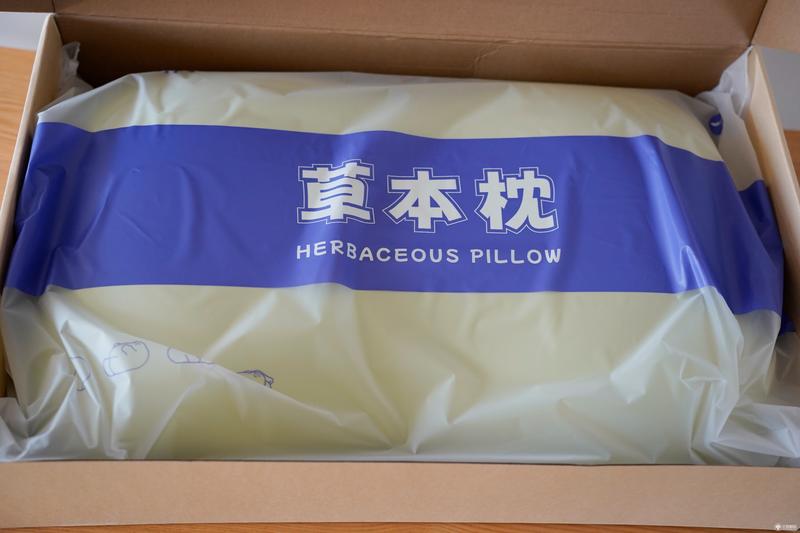 草本枕
HERBACEOUS PILLOW